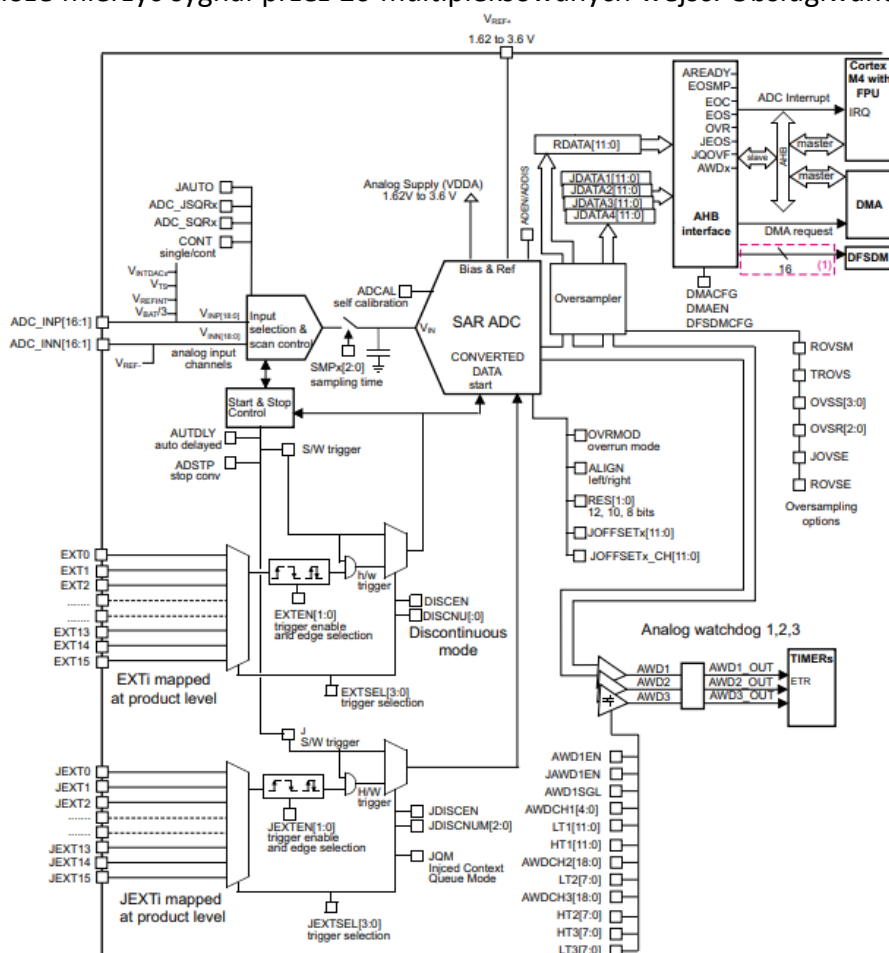 może mierzyć sygnał przez 20 multipleksowanych wejść.
VREF+
1.62 to 3.6 V
AREADY
EOSMP
EOC
EOS
OVR
JEOS
JQOVF
AWDx
AHB
interface
ADC Interrupt
Cortex
M4 with
FPU
IRQ
slave
AHB
master
master
DMA
DMA request
DFSDM
16
(1)
RDATA[11:0]
JDATA1[11:0]
JDATA2[11:0]
JDATA3[11:0]
JDATA4[11:0]
DMACFG
DMAEN
DFSDMCFG
JAUTO
ADC_JSQRx
ADC_SQRx
CONT
single/cont
Analog Supply (VDDA)
1.62V to 3.6 V
ADEN/ADDIS
Bias & Ref
ADCAL
self calibration
SAR ADC
VIN
CONVERTED
DATA
start
Oversampler
VINTDACx
VTS
VREFINT
VBAT/3
ADC_INP[16:1]
ADC_INN[16:1]
VREF-
VINP[18:0]
VINN[18:0]
analog input
channels
Input
selection &
scan control
SMPx[2:0]
sampling time
Start & Stop
Control
AUTDLY
auto delayed
ADSTP
stop conv
S/W trigger
OVRMOD
overrun mode
ALIGN
left/right
RES[1:0]
12, 10, 8 bits
JOFFSETx[11:0]
JOFFSETx_CH[11:0]
ROVSM
TROVS
OVSS[3:0]
OVSR[2:0]
JOVSE
ROVSE
Oversampling
options
EXT0
EXT1
EXT2
.......
.......
EXT13
EXT14
EXT15
EXTi mapped
at product level
h/w
trigger
EXTEN[1:0]
trigger enable
and edge selection
DISCEN
DISCNU[:0]
Discontinuous
mode
EXTSEL[3:0]
trigger selection
Analog watchdog 1,2,3
AWD1
AWD2
AWD3
AWD1_OUT
AWD2_OUT
AWD3_OUT
TIMERs
ETR
J
S/W trigger
JEXT0
JEXT1
JEXT2
.......
.......
JEXT13
JEXT14
JEXT15
JEXTi mapped
at product level
H/W
trigger
JEXTEN[1:0]
trigger enable
and edge selection
JDISCEN
JDISCNUM[2:0]
JQM
Injced Context
Queue Mode
JEXTSEL[3:0]
trigger selection
AWD1EN
JAWD1EN
AWD1SGL
AWDCH1[4:0]
LT1[11:0]
HT1[11:0]
AWDCH2[18:0]
LT2[7:0]
AWDCH3[18:0]
HT2[7:0]
HT3[7:0]
LT3[7:0]